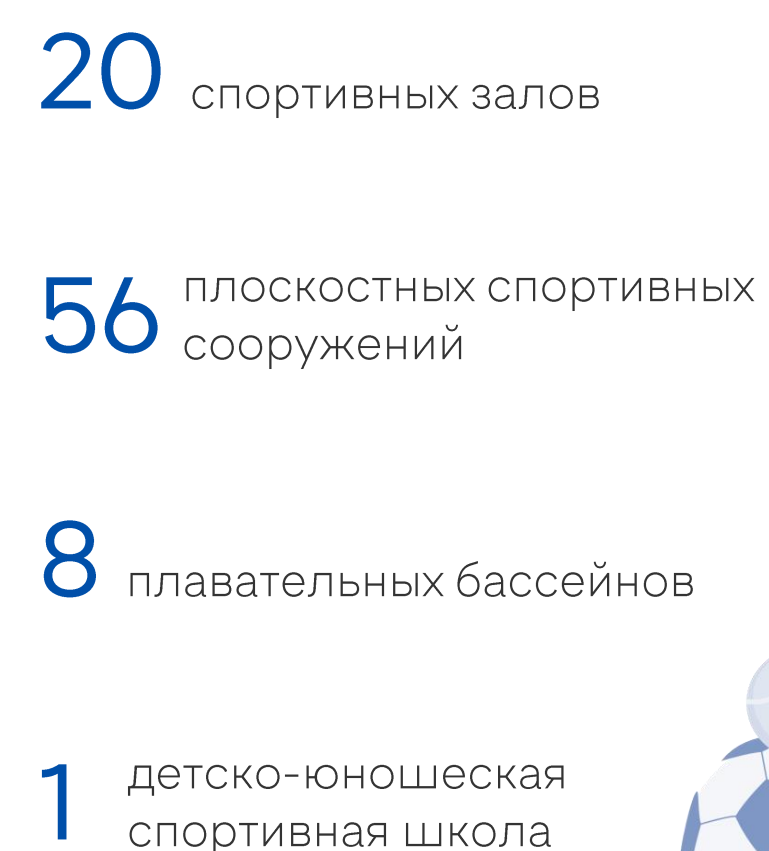 20 спортивных залов
56 плоскостных спортивных
сооружений
8 плавательных бассейнов
1 детско-юношеская
спортивная школа